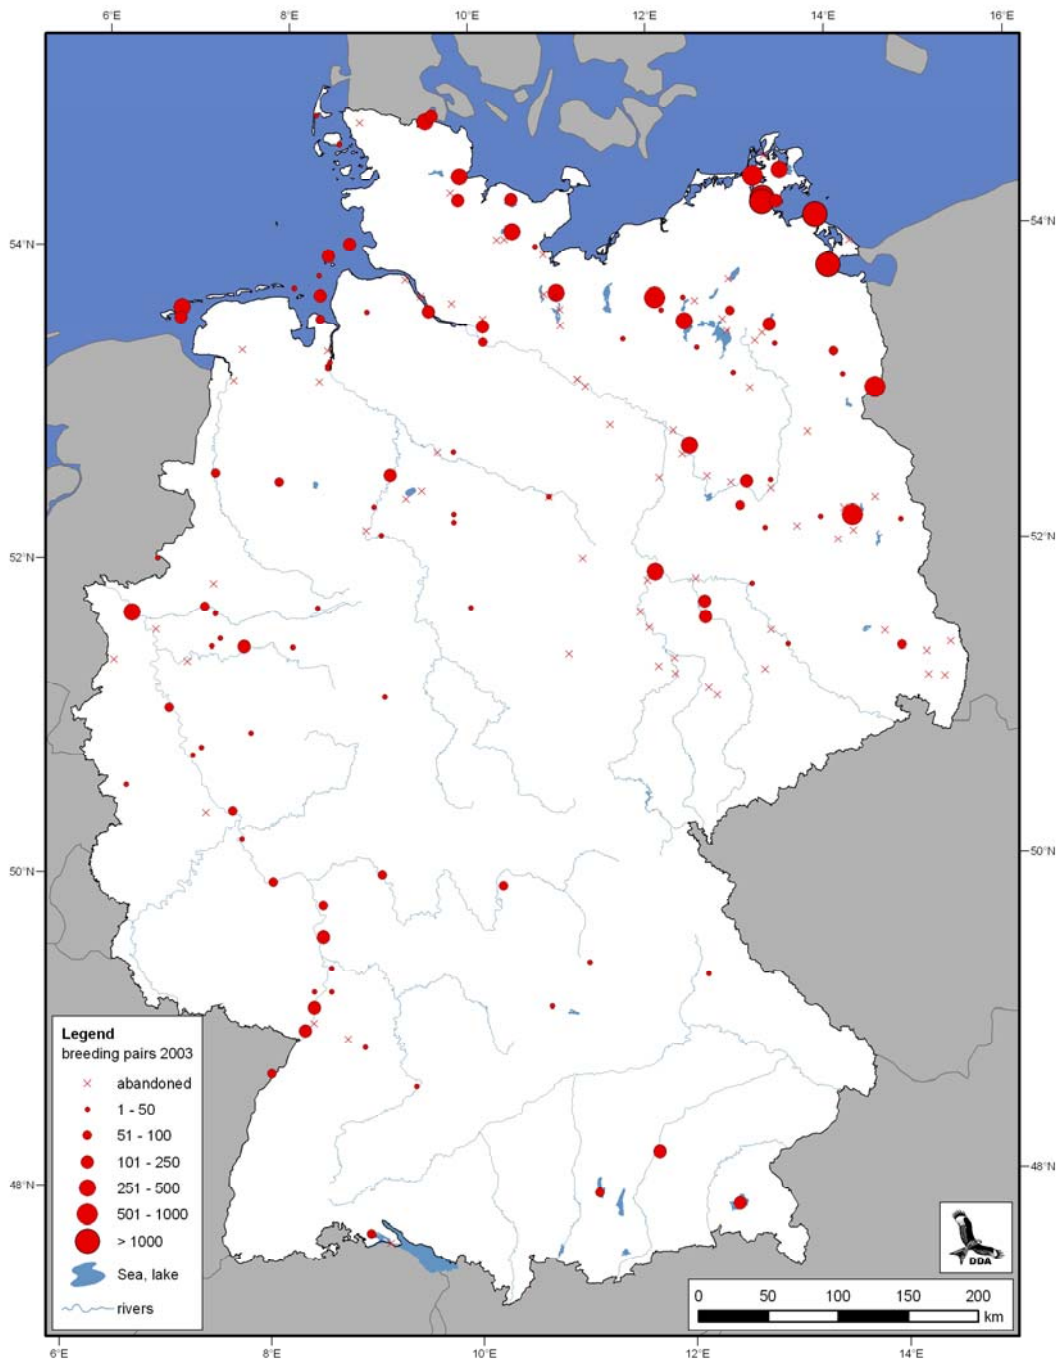 6°E 8°E 10°E 12°E 14°E 16°E
54°N 54°N
52°N 52°N
50°N 50°N
48°N 48°N
Legend
breeding pairs 2003
abandoned
1 - 50
51 - 100
101 - 250
251 - 500
501 - 1000
> 1000
Sea, lake
rivers
DDA
0 50 100 150 200
km
6°E 8°E 10°E 12°E 14°E